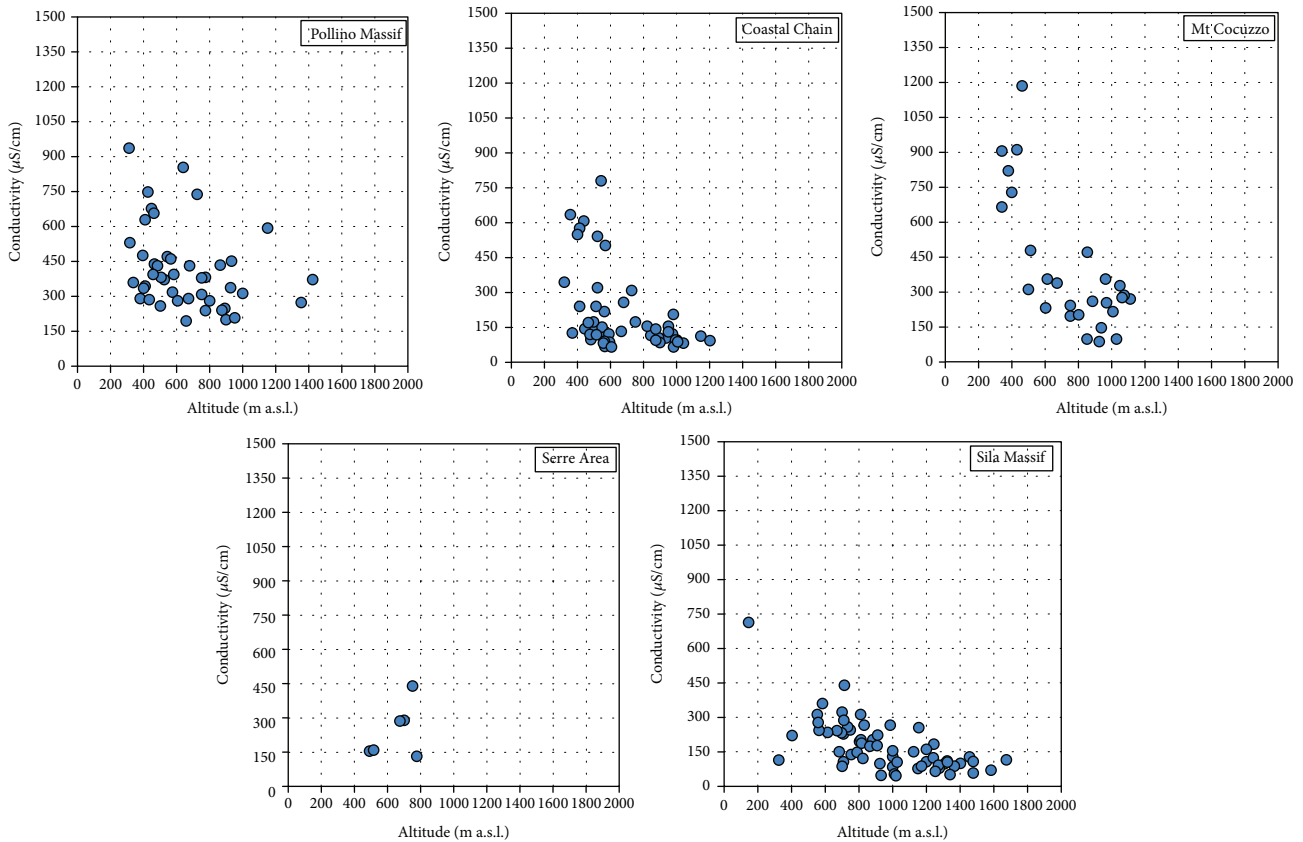 Pollino Massif
1500
1350
1200
1050
900
750
600
450
300
150
0
Conductivity (μS/cm)
0 200 400 600 800 1000 1200 1400 1600 1800 2000
Altitude (m a.s.l.)
Coastal Chain
1500
1350
1200
1050
900
750
600
450
300
150
0
Conductivity (μS/cm)
0 200 400 600 800 1000 1200 1400 1600 1800 2000
Altitude (m a.s.l.)
Mt Cocuzzo
1500
1350
1200
1050
900
750
600
450
300
150
0
Conductivity (μS/cm)
0 200 400 600 800 1000 1200 1400 1600 1800 2000
Altitude (m a.s.l.)
Serre Area
1500
1350
1200
1050
900
750
600
450
300
150
0
Conductivity (μS/cm)
0 200 400 600 800 1000 1200 1400 1600 1800 2000
Altitude (m a.s.l.)
Sila Massif
1500
1350
1200
1050
900
750
600
450
300
150
0
Conductivity (μS/cm)
0 200 400 600 800 1000 1200 1400 1600 1800 2000
Altitude (m a.s.l.)